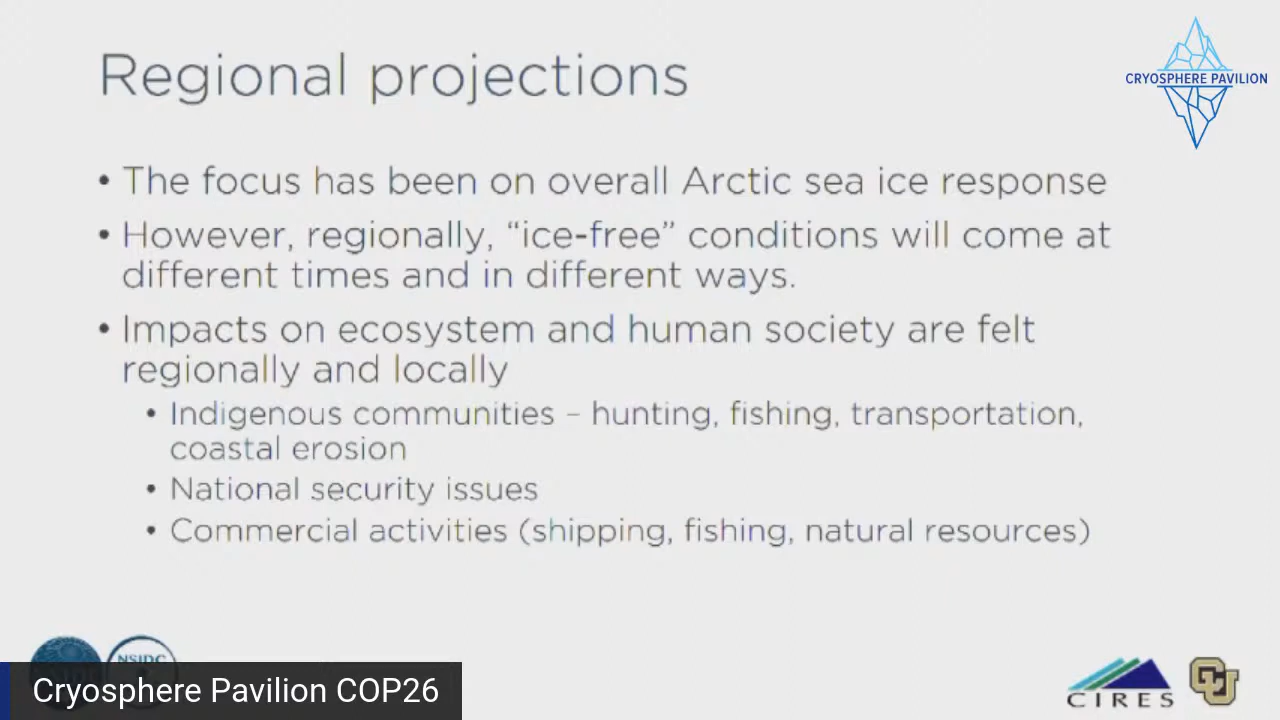 Regional projections
CRYOSPHERE PAVILION
• The focus has been on overall Arctic sea ice response
• However, regionally, “ice-free” conditions will come at
different times and in different ways.
• Impacts on ecosystem and human society are felt
regionally and locally
• Indigenous communities – hunting, fishing, transportation,
coastal erosion
• National security issues
• Commercial activities (shipping, fishing, natural resources)
NSIDC
Cryosphere Pavilion COP26
CIRES
CU